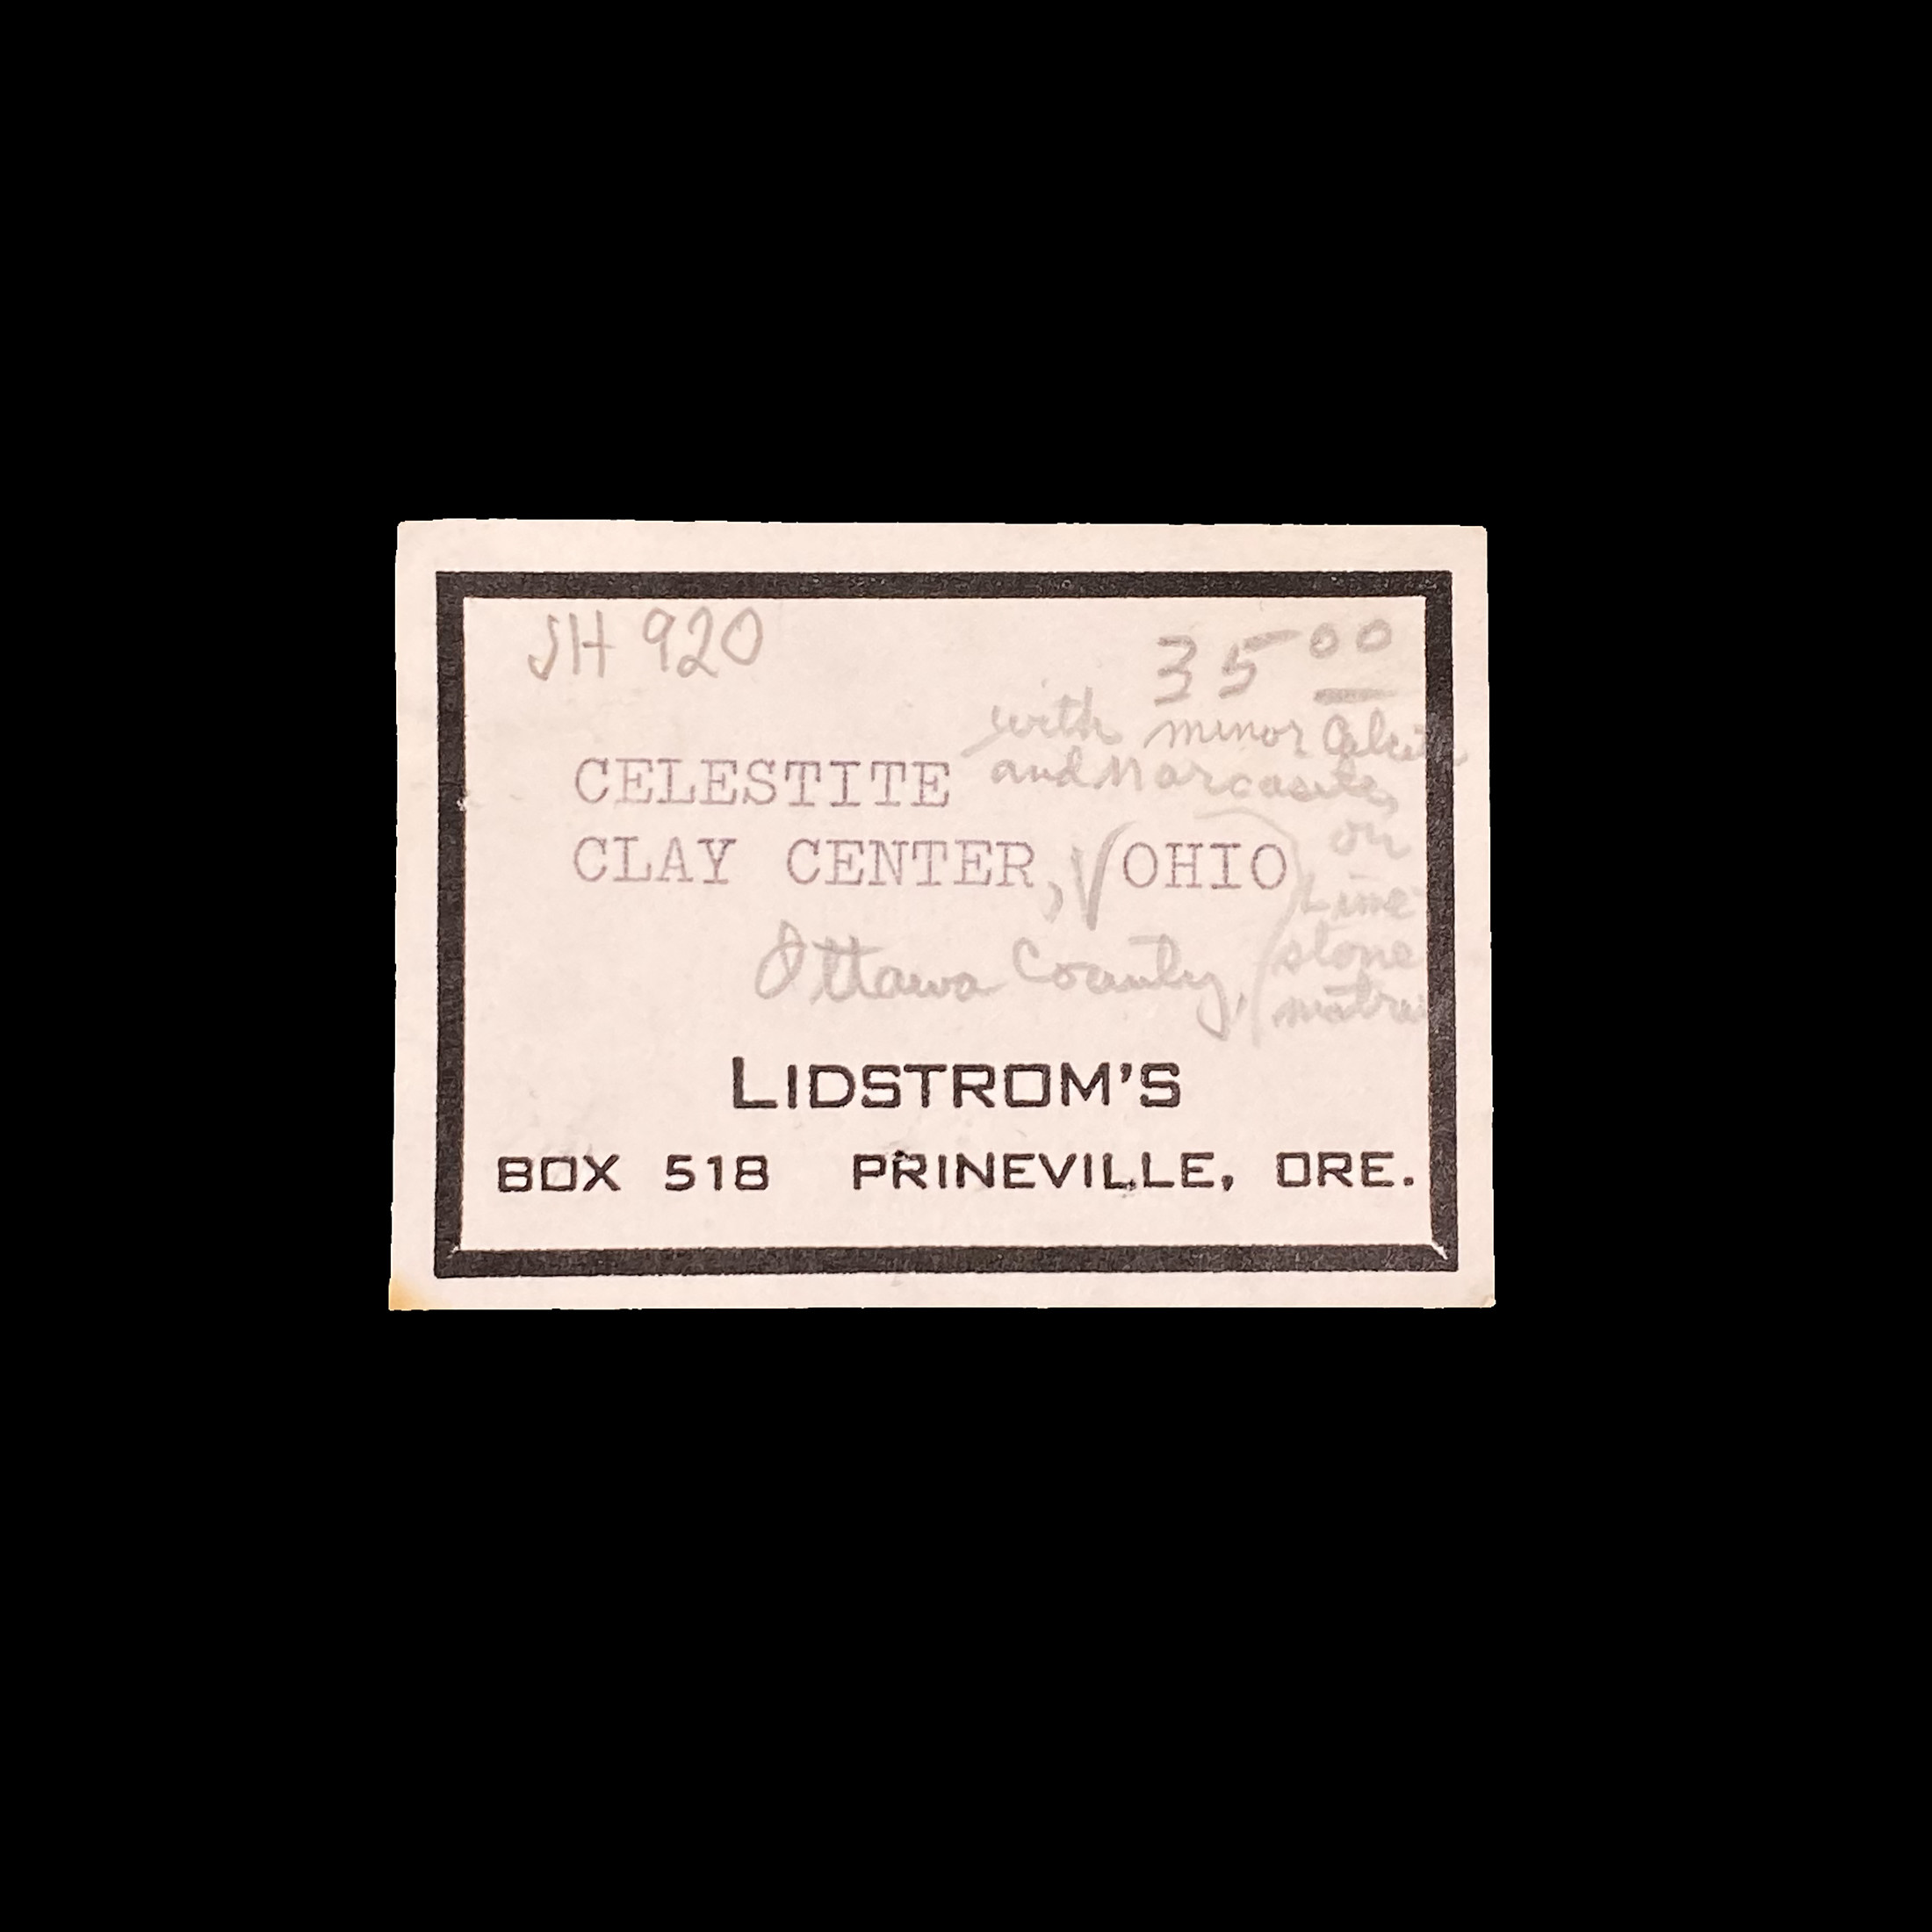 JH 920
35 00
with minor Calcite
and Marcasite,
CELESTITE
on
CLAY CENTER, √OHIO
Lime
stone
Ottawa County,
matrix
LIDSTROM'S
BOX 518 PRINEVILLE, ORE.